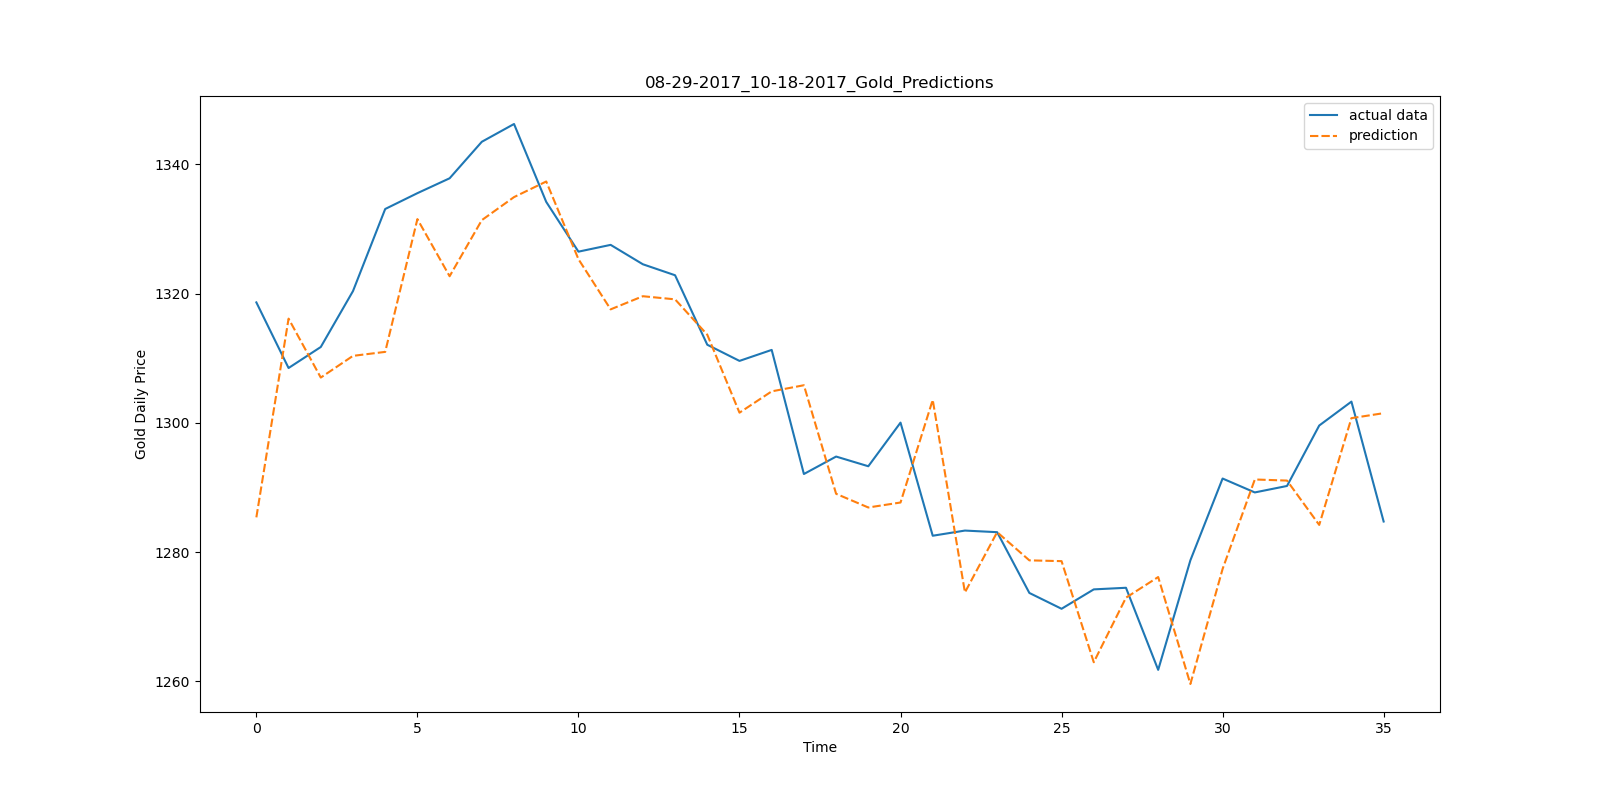 08-29-2017_10-18-2017_Gold_Predictions
actual data
prediction
Gold Daily Price
1340
1320
1300
1280
1260
0 5 10 15 20 25 30 35
Time